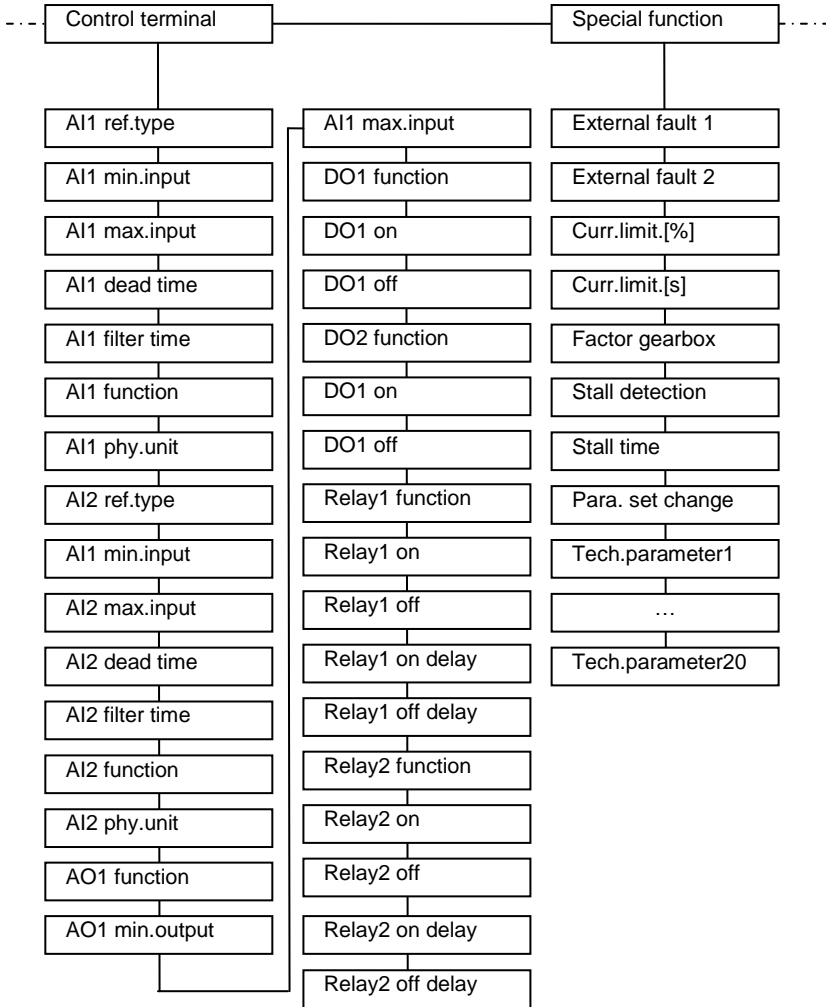 Control terminal
Special function
AI1 ref.type
AI1 min.input
AI1 max.input
AI1 dead time
AI1 filter time
AI1 function
AI1 phy.unit
AI2 ref.type
AI1 min.input
AI2 max.input
AI2 dead time
AI2 filter time
AI2 function
AI2 phy.unit
AO1 function
AO1 min.output
AI1 max.input
DO1 function
DO1 on
DO1 off
DO2 function
DO1 on
DO1 off
Relay1 function
Relay1 on
Relay1 off
Relay1 on delay
Relay1 off delay
Relay2 function
Relay2 on
Relay2 off
Relay2 on delay
Relay2 off delay
External fault 1
External fault 2
Curr.limit.[%]
Curr.limit.[s]
Factor gearbox
Stall detection
Stall time
Para. set change
Tech.parameter1
…
Tech.parameter20